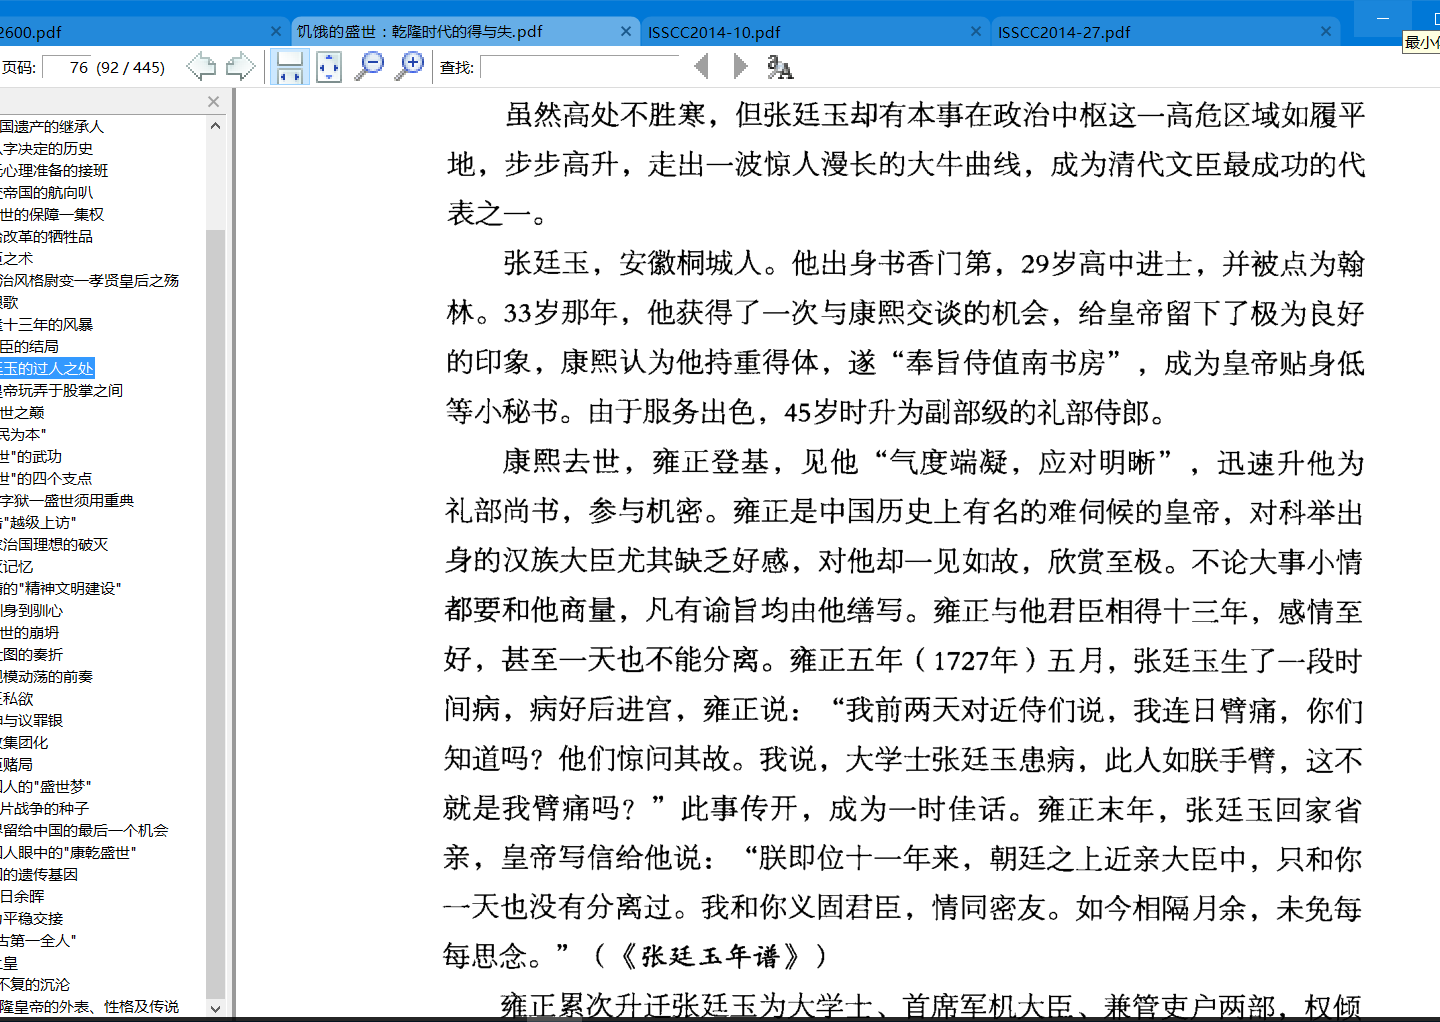 2600.pdf
饥饿的盛世：乾隆时代的得与失.pdf
ISSCC2014-10.pdf
ISSCC2014-27.pdf
最小
页码:
76 (92 / 445)
查找:
国遗产的继承人
字决定的历史
心理准备的接班
帝国的航向叭
世的保障一集权
改革的牺牲品
之术
治风格尉变一孝贤皇后之殇
歌
十三年的风暴
臣的结局
玉的过人之处
帝玩弄于股掌之间
世之巅
民为本"
世"的武功
世"的四个支点
字狱一盛世须用重典
"越级上访"
治国理想的破灭
记忆
的"精神文明建设"
身到驯心
世的崩坍
图的奏折
模动荡的前奏
私欲
与议罪银
集团化
赌局
人的"盛世梦"
片战争的种子
留给中国的最后一个机会
人眼中的"康乾盛世"
的遗传基因
日余晖
平稳交接
古第一全人"
皇
不复的沉沦
隆皇帝的外表、性格及传说
虽然高处不胜寒，但张廷玉却有本事在政治中枢这一高危区域如履平
地，步步高升，走出一波惊人漫长的大牛曲线，成为清代文臣最成功的代
表之一。
张廷玉，安徽桐城人。他出身书香门第，29岁高中进士，并被点为翰
林。33岁那年，他获得了一次与康熙交谈的机会，给皇帝留下了极为良好
的印象，康熙认为他持重得体，遂“奉旨侍值南书房”，成为皇帝贴身低
等小秘书。由于服务出色，45岁时升为副部级的礼部侍郎。
康熙去世，雍正登基，见他“气度端凝，应对明晰”，迅速升他为
礼部尚书，参与机密。雍正是中国历史上有名的难伺候的皇帝，对科举出
身的汉族大臣尤其缺乏好感，对他却一见如故，欣赏至极。不论大事小情
都要和他商量，凡有谕旨均由他缮写。雍正与他君臣相得十三年，感情至
好，甚至一天也不能分离。雍正五年（1727年）五月，张廷玉生了一段时
间病，病好后进宫，雍正说：“我前两天对近侍们说，我连日臂痛，你们
知道吗？他们惊问其故。我说，大学士张廷玉患病，此人如朕手臂，这不
就是我臂痛吗？”此事传开，成为一时佳话。雍正末年，张廷玉回家省
亲，皇帝写信给他说：“朕即位十一年来，朝廷之上近亲大臣中，只和你
一天也没有分离过。我和你义固君臣，情同密友。如今相隔月余，未免每
每思念。”（《张廷玉年谱》）
雍正累次升迁张廷玉为大学士、首席军机大臣、兼管吏户两部，权倾